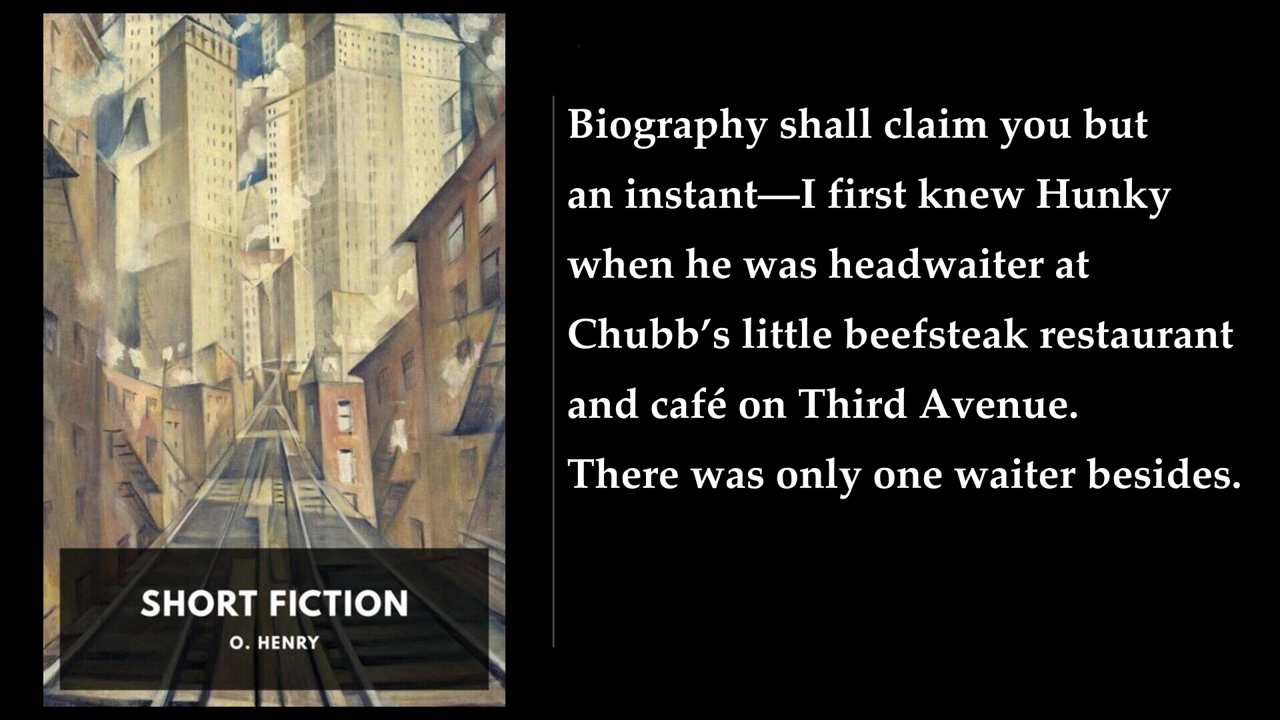 SHORT FICTION
O. HENRY
Biography shall claim you but
an instant—I first knew Hunky
when he was headwaiter at
Chubb’s little beefsteak restaurant
and café on Third Avenue.
There was only one waiter besides.